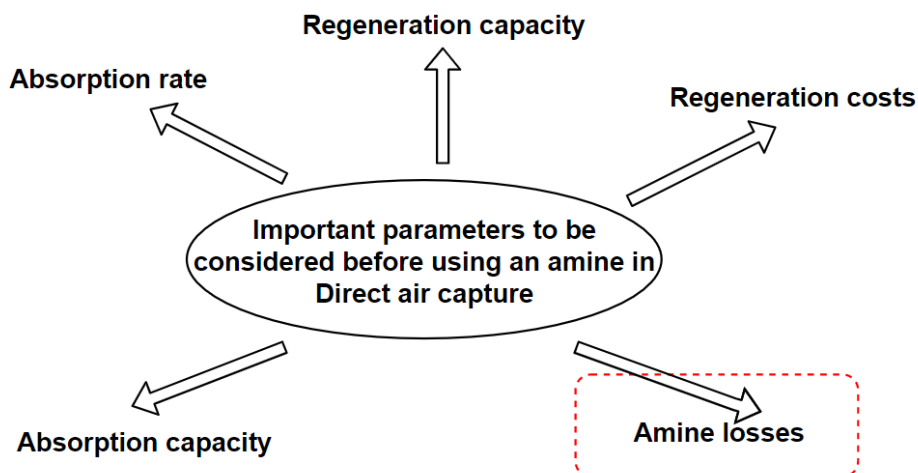 Regeneration capacity
Absorption rate
Regeneration costs
Important parameters to be
considered before using an amine in
Direct air capture
Absorption capacity
Amine losses